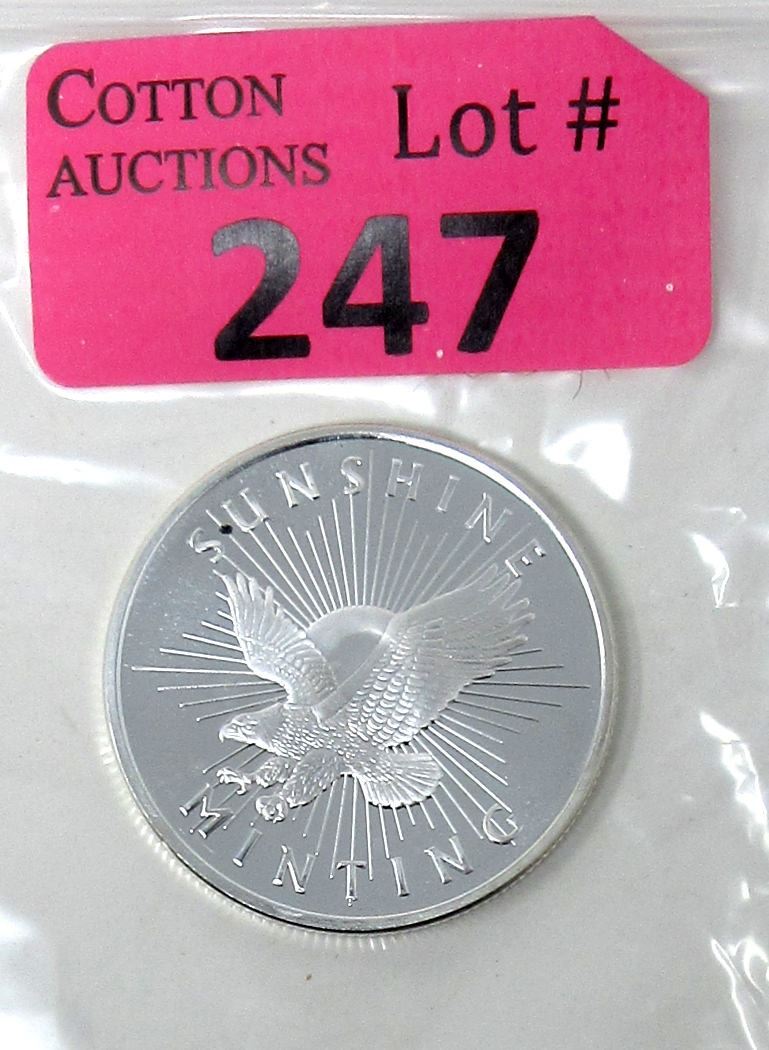 COTTON
AUCTIONS
Lot #
247
SUNSHINE
MINTING